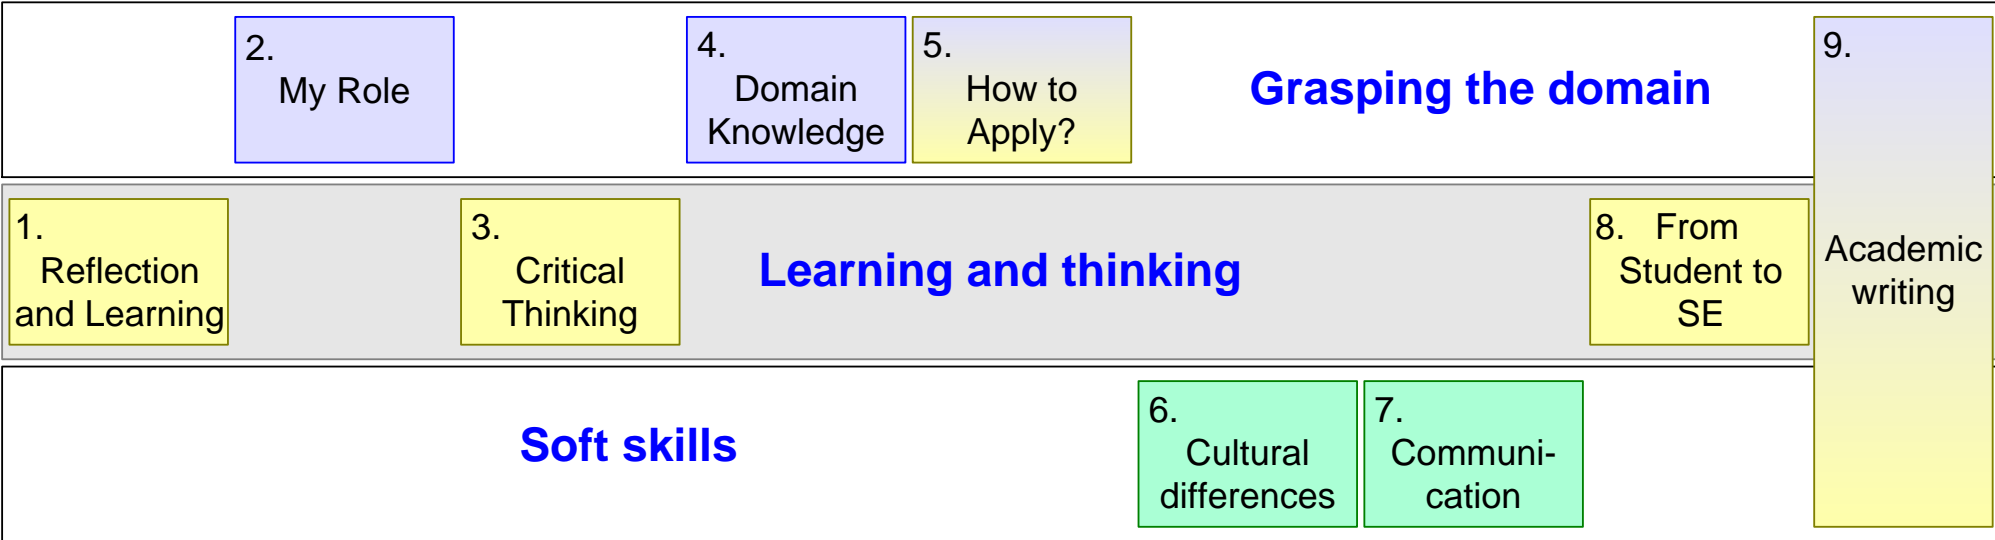 2.
My Role
4.
Domain
Knowledge
5.
How to
Apply?
Grasping the domain
9.
Academic
writing
1.
Reflection
and Learning
3.
Critical
Thinking
Learning and thinking
8. From
Student to
SE
Soft skills
6.
Cultural
differences
7.
Communi-
cation